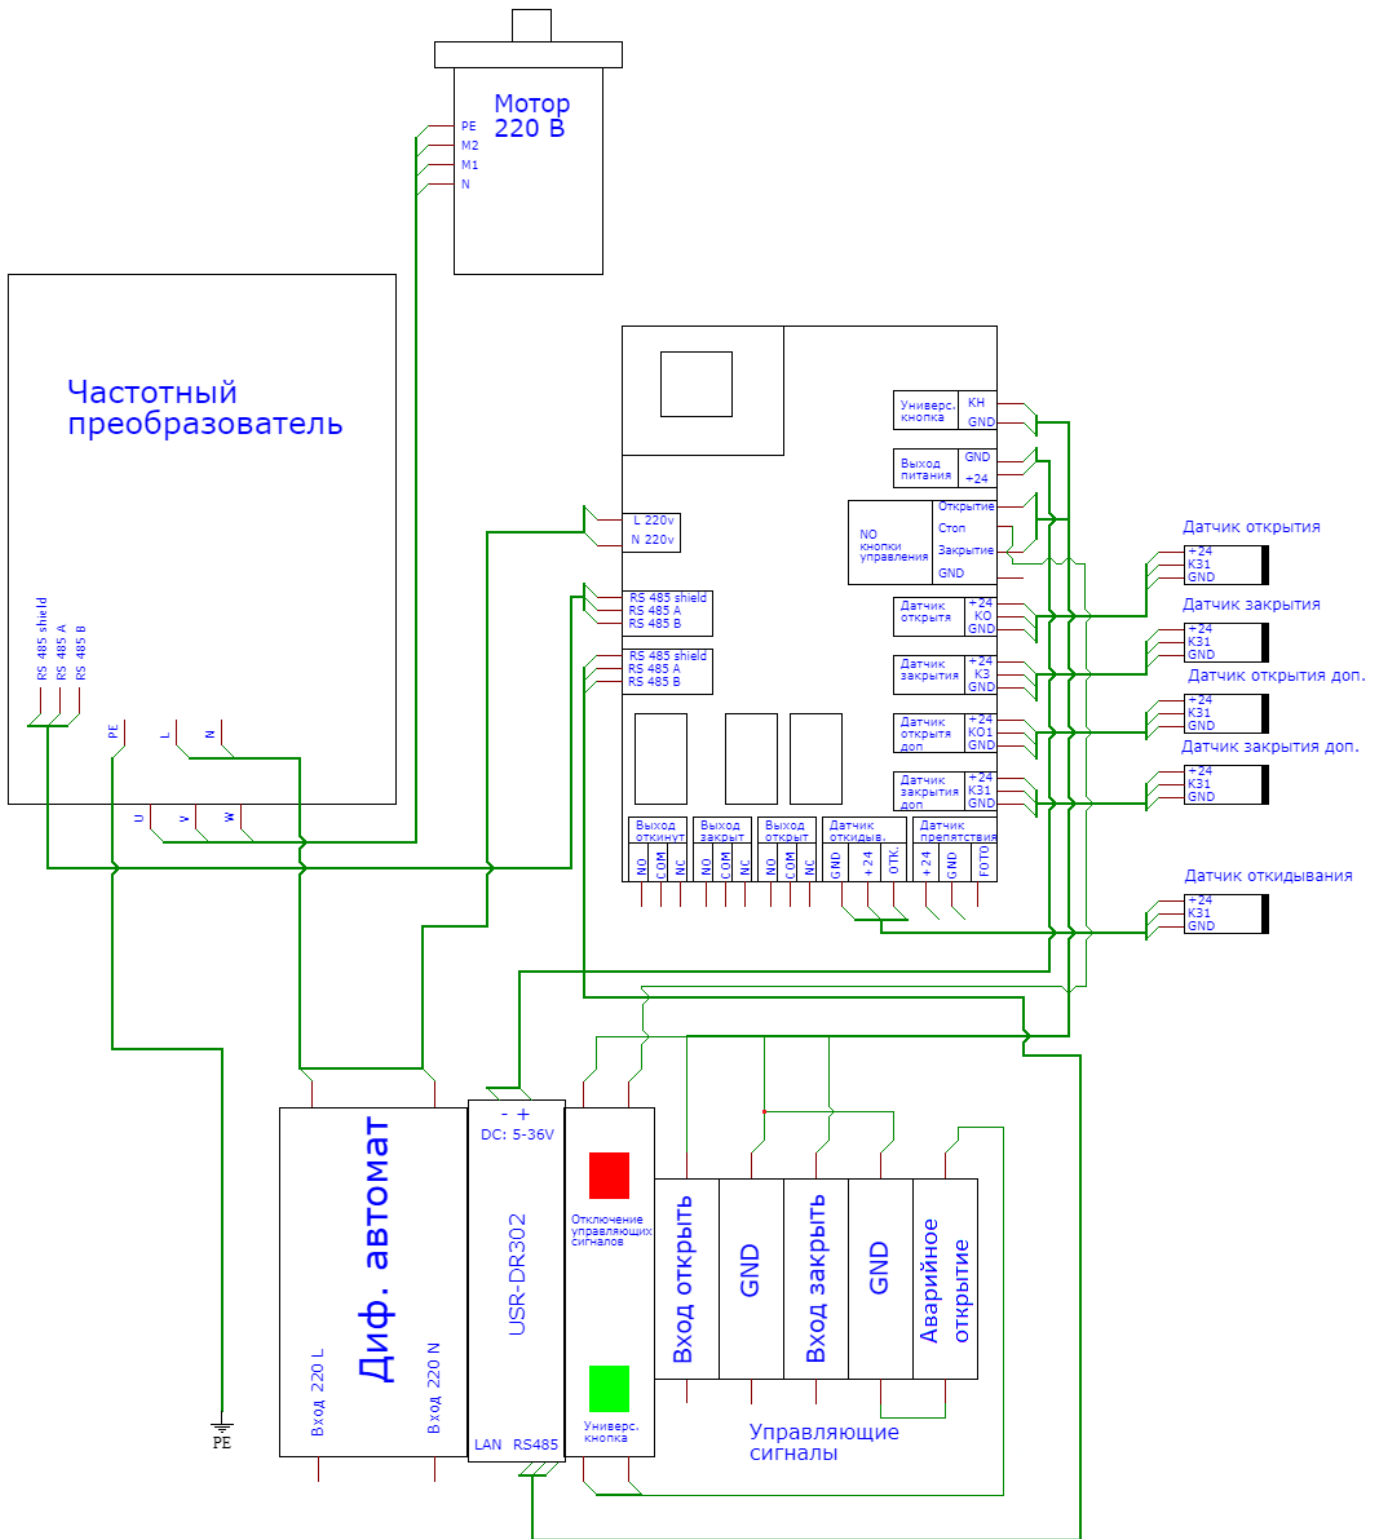 Мотор
220 В
PE
M2
M1
N
Частотный
преобразователь
RS 485 shield
RS 485 A
RS 485 B
PE
L
N
U
V
W
L 220v
N 220v
RS 485 shield
RS 485 A
RS 485 B
RS 485 shield
RS 485 A
RS 485 B
Универс.
кнопка
КН
GND
Выход
питания
GND
+24
NO
кнопки
управления
Открытие
Стоп
Закрытие
GND
Датчик
открытя
+24
KO
GND
Датчик
закрытия
+24
К3
GND
Датчик
открытя
доп
+24
KO1
GND
Датчик
закрытия
доп
+24
К31
GND
Выход
откинут
NO
COM
NC
Выход
закрыт
NO
COM
NC
Выход
открыт
NO
COM
NC
Датчик
откидыв.
GND
+24
ОТК.
Датчик
препятствия
+24
GND
FOTO
Датчик открытия
+24
К31
GND
Датчик закрытия
+24
К31
GND
Датчик открытия доп.
+24
К31
GND
Датчик закрытия доп.
+24
К31
GND
Датчик откидывания
+24
К31
GND
PE
Диф. автомат
Вход 220 L
Вход 220 N
- +
DC: 5-36V
USR-DR302
LAN RS485
Отключение
управляющих
сигналов
Универс.
кнопка
Вход открыть
GND
Вход закрыть
GND
Аварийное
открытие
Управляющие
сигналы